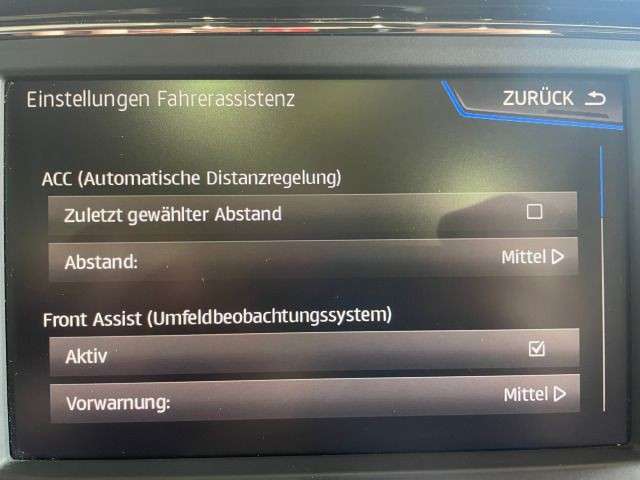 Einstellungen Fahrerassistenz
ZURÜCK
ACC (Automatische Distanzregelung)
Zuletzt gewählter Abstand
Abstand:
Mittel
Front Assist (Umfeldbeobachtungssystem)
Aktiv
Vorwarnung:
Mittel